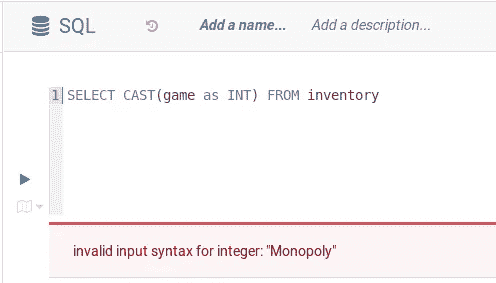 SQL Add a name... Add a description...
1 SELECT CAST(game as INT) FROM inventory
invalid input syntax for integer: "Monopoly"